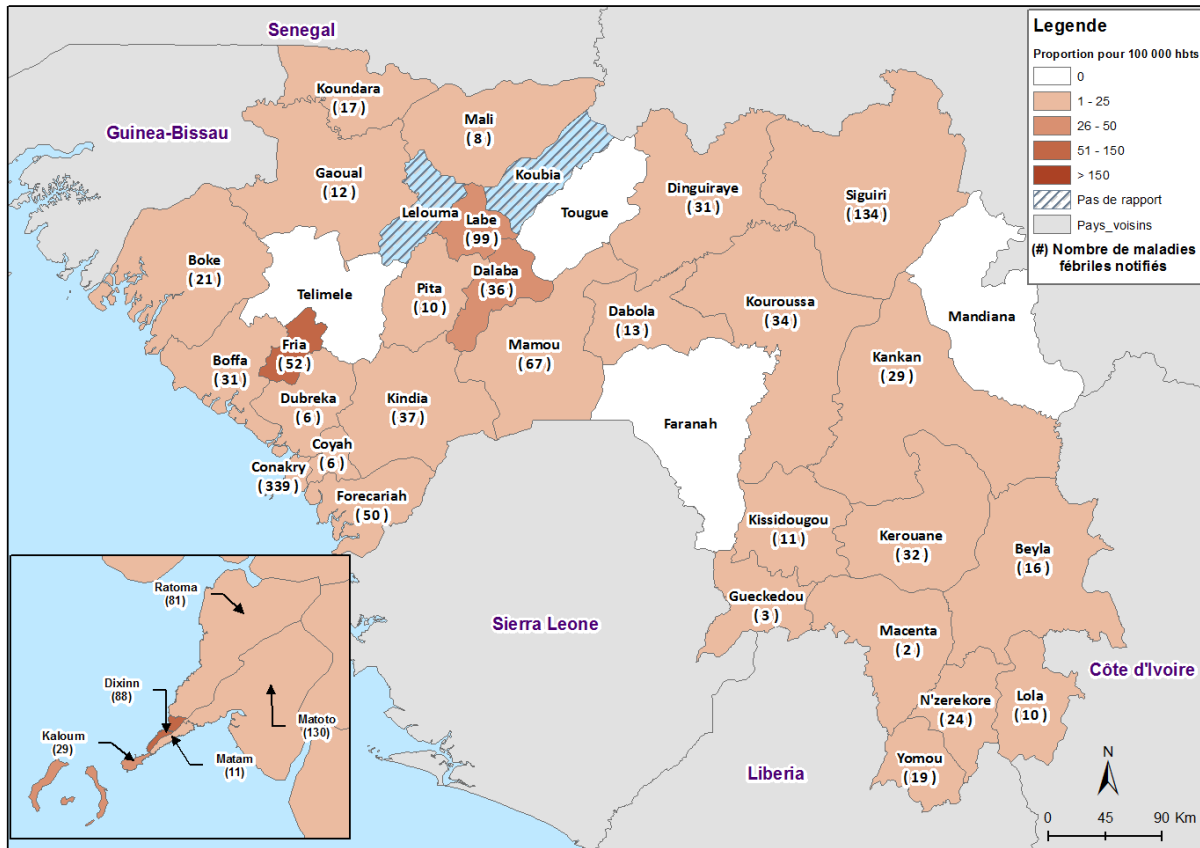 Senegal
Legende
Proportion pour 100 000 hbts
0
1 - 25
26 - 50
51 - 150
> 150
Pas de rapport
Pays_voisins
(#) Nombre de maladies
fébriles notifiés
Koundara
(17)
Guinea-Bissau
Mali
(8)
Gaoual
(12)
Koubia
Lelouma
Labe
(99)
Tougue
Dinguiraye
(31)
Siguiri
(134)
Boke
(21)
Telimele
Pita
(10)
Dalaba
(36)
Dabola
(13)
Kouroussa
(34)
Mandiana
Fria
(52)
Boffa
(31)
Mamou
(67)
Kankan
(29)
Dubreka
(6)
Kindia
(37)
Faranah
Coyah
(6)
Conakry
(339)
Forecariah
(50)
Kissidougou
(11)
Kerouane
(32)
Beyla
(16)
Gueckedou
(3)
Sierra Leone
Macenta
(2)
Côte d'Ivoire
N'zerekore
(24)
Lola
(10)
Yomou
(19)
Liberia
N
0 45 90 Km
Ratoma
(81)
Dixinn
(88)
Kaloum
(29)
Matoto
(130)
Matam
(11)